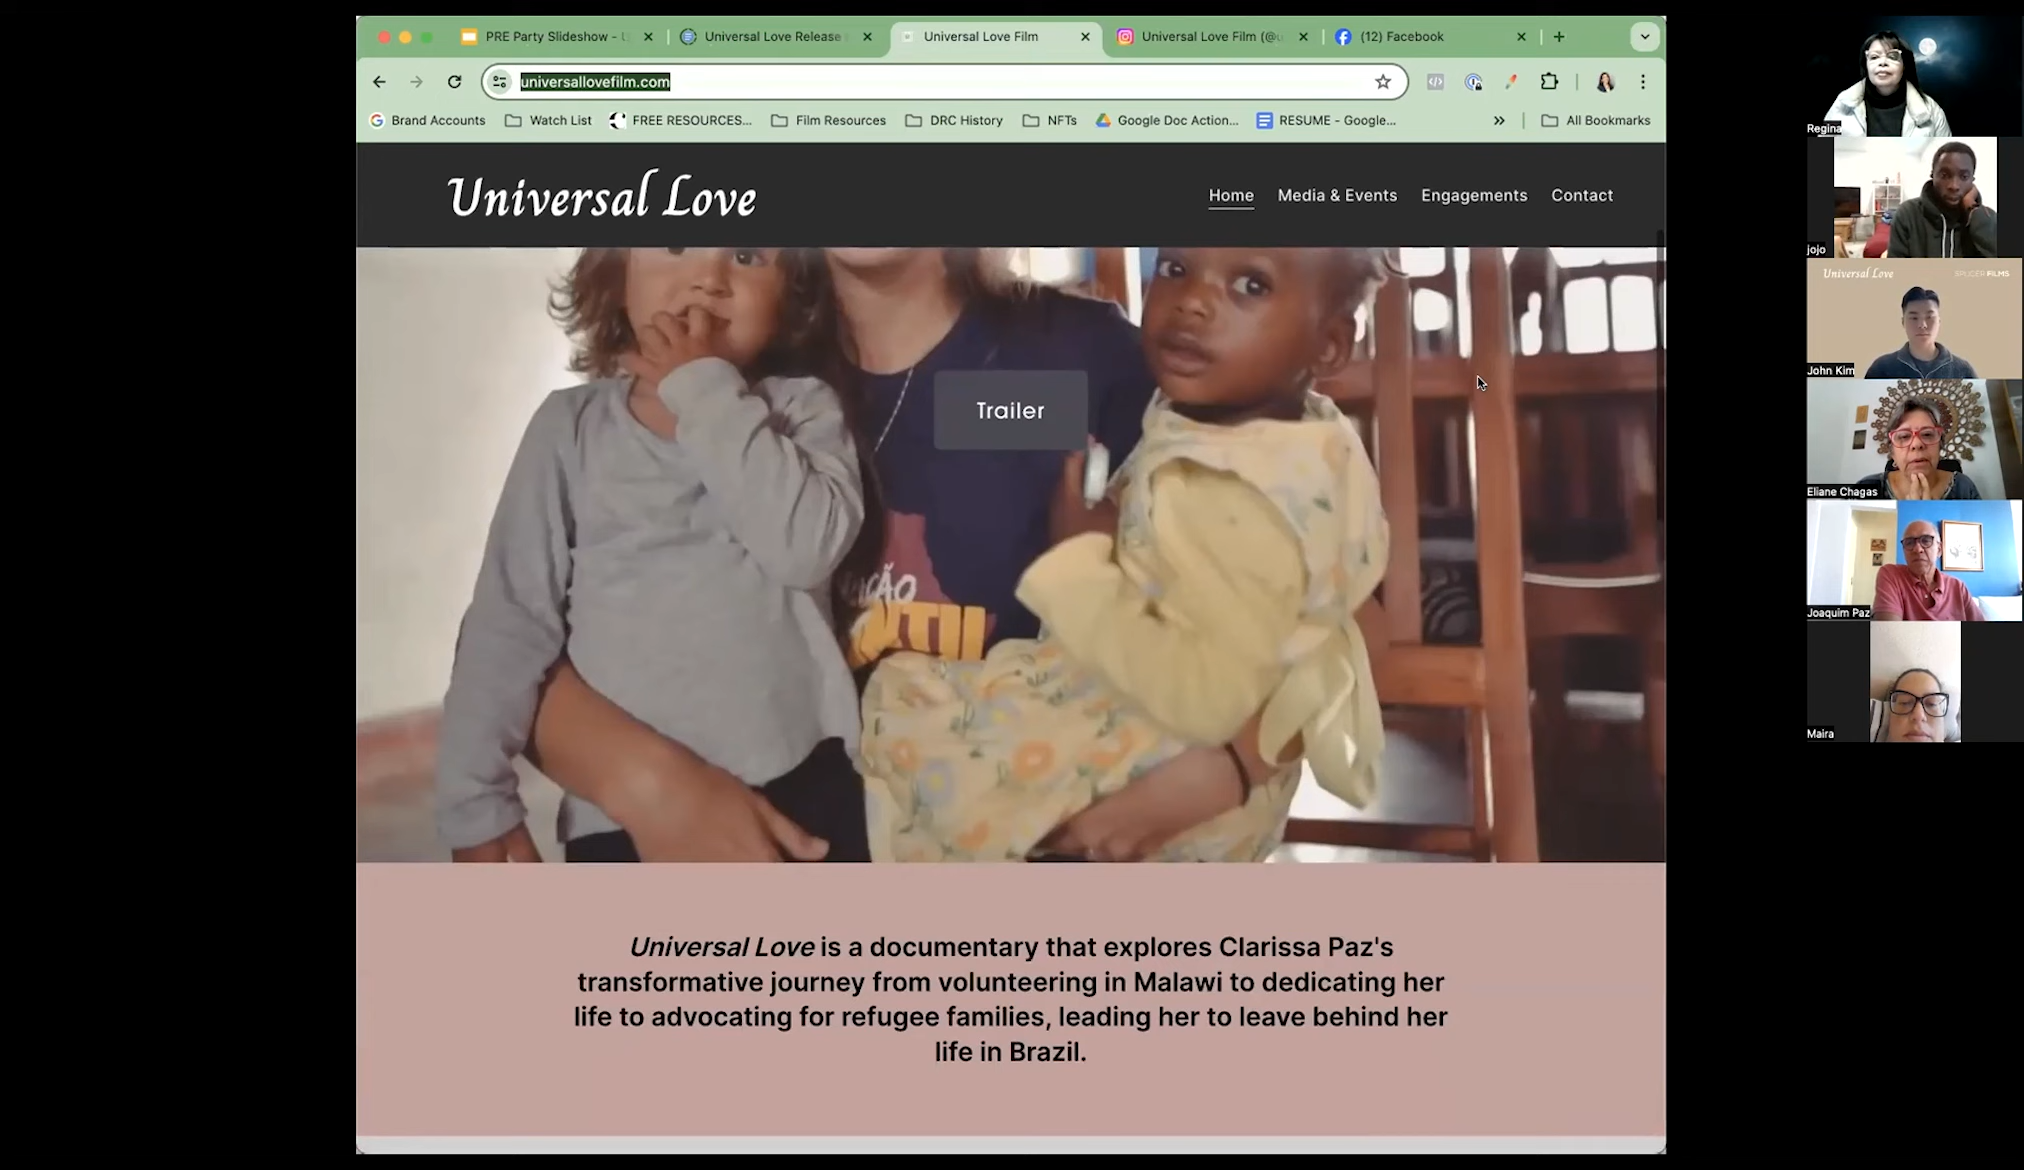 PRE Party Slideshow -
Universal Love Release
Universal Love Film
Universal Love Film (@u
(12) Facebook
universallovefilm.com
Brand Accounts
Watch List
FREE RESOURCES...
Film Resources
DRC History
NFTs
Google Doc Action...
RESUME - Google...
All Bookmarks
Universal Love
Home
Media & Events
Engagements
Contact
Trailer
Universal Love is a documentary that explores Clarissa Paz's
transformative journey from volunteering in Malawi to dedicating her
life to advocating for refugee families, leading her to leave behind her
life in Brazil.
Regina
jojo
Universal Love
SPLICER FILMS
John Kim
Eliane Chagas
Joaquim Paz
Maira